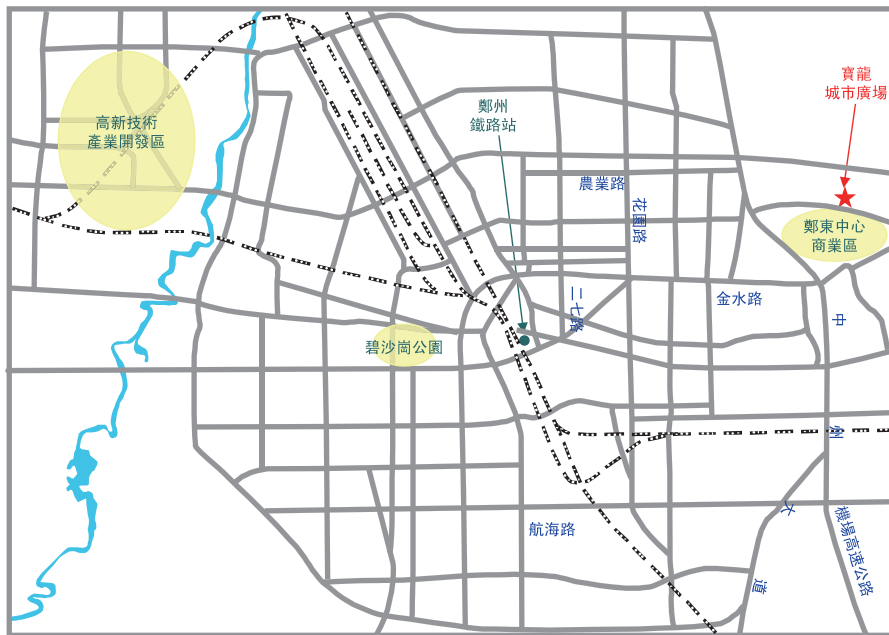 寶龍
城市廣場
鄭州
鐵路站
高新技術
產業開發區
農業路
花園路
鄭東中心
商業區
二七路
金水路
中州大道
碧沙崗公園
航海路
機場高速公路